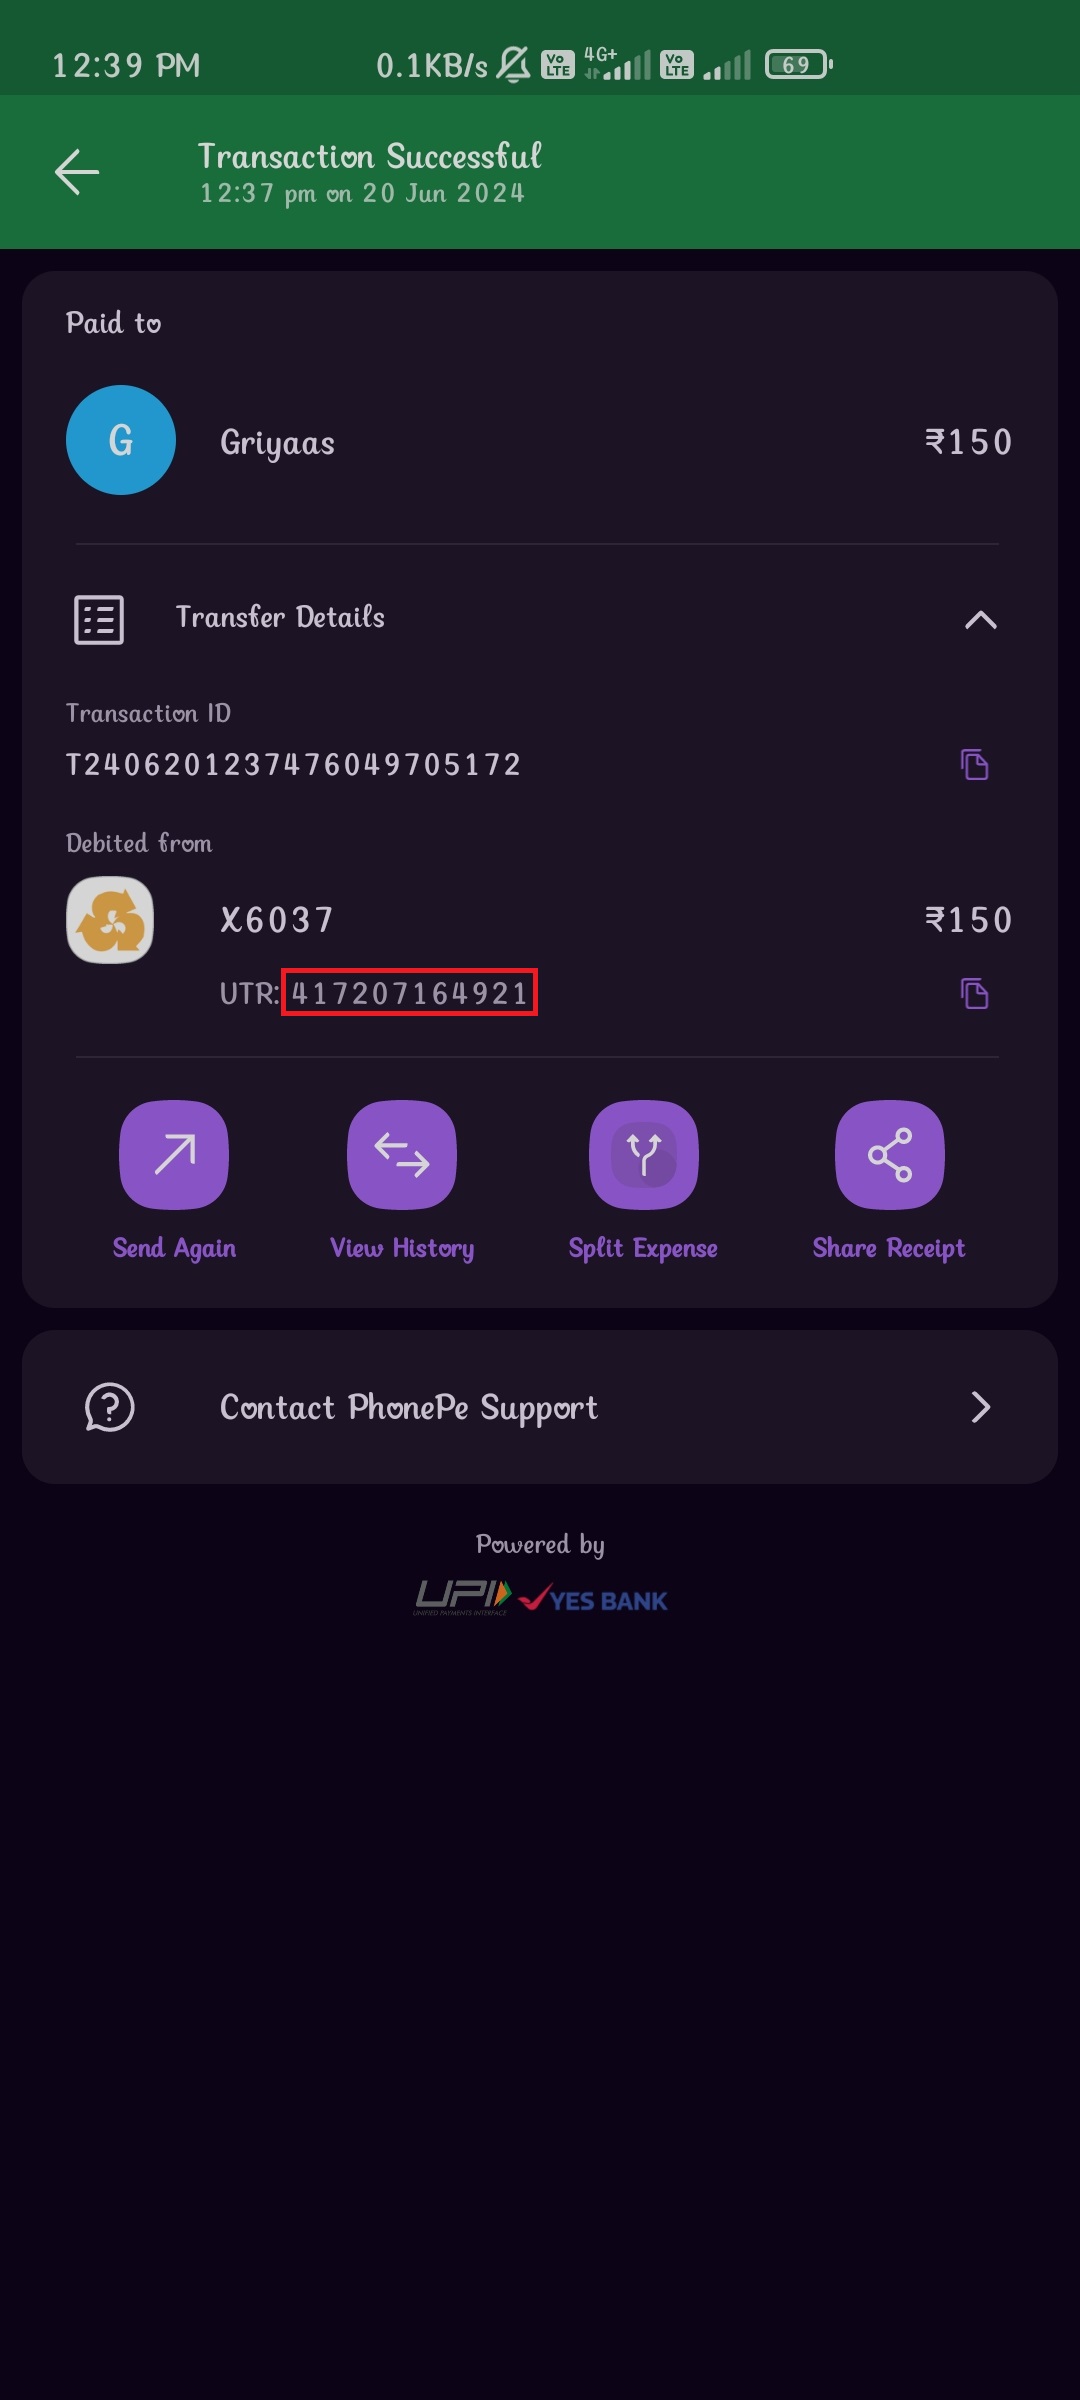 12:39 PM 0.1KB/s Vo LTE 4G+ Vo LTE 69
Transaction Successful
12:37 pm on 20 Jun 2024
Paid to
G Griyaas ₹150
Transfer Details
Transaction ID
T2406201237476049705172
Debited from
X6037 ₹150
UTR: 417207164921
Send Again View History Split Expense Share Receipt
Contact PhonePe Support
Powered by
UPI YES BANK
UNIFIED PAYMENTS INTERFACE